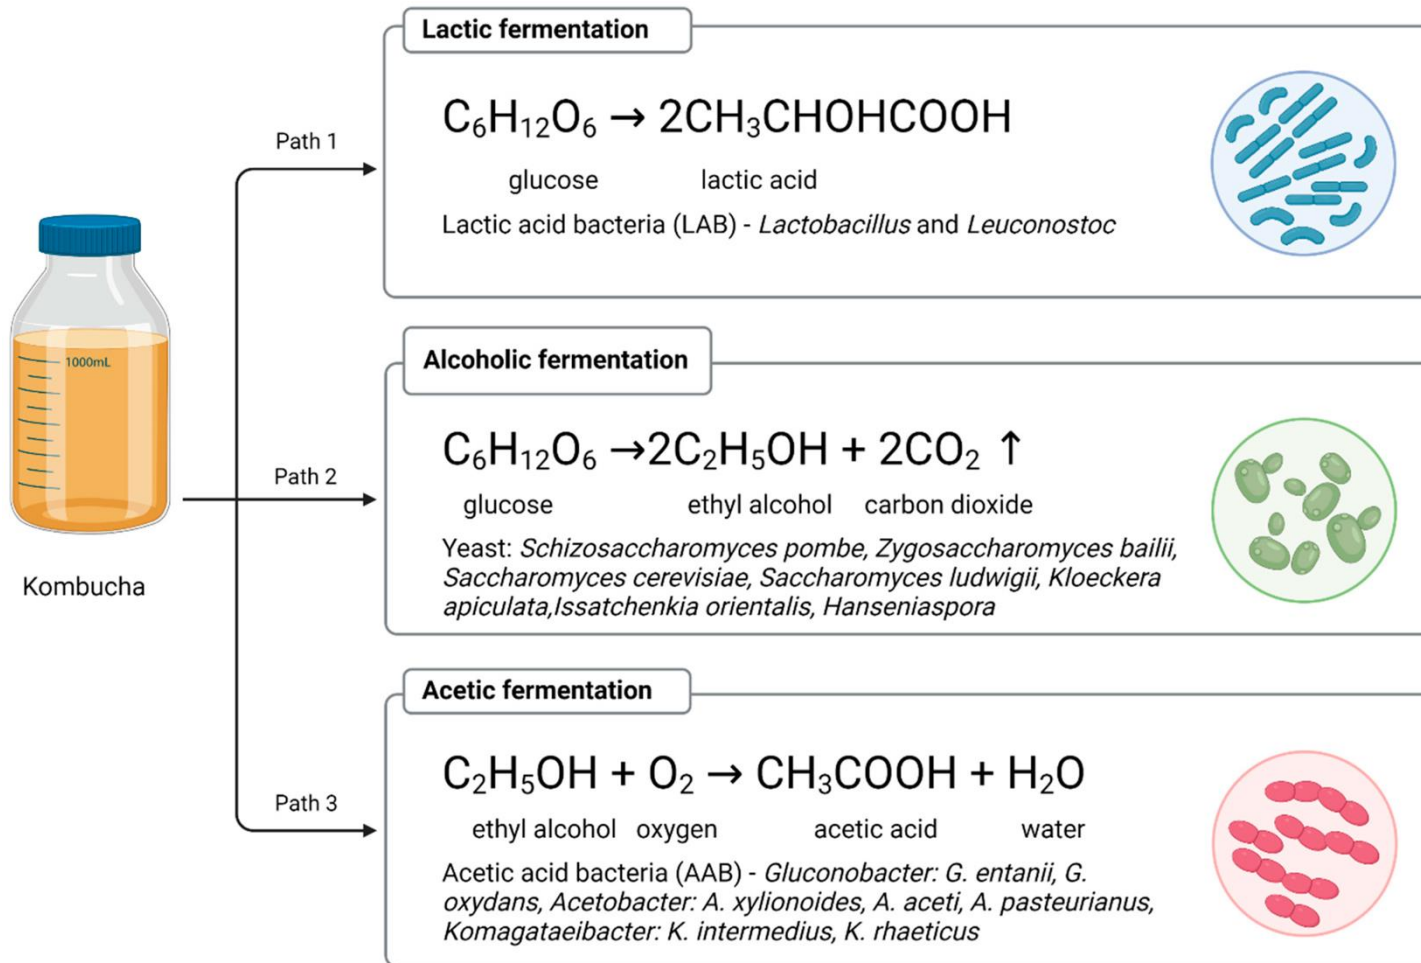 Lactic fermentation
C₆H₁₂O₆ → 2CH₃CHOHCOOH
glucose lactic acid
Lactic acid bacteria (LAB) - Lactobacillus and Leuconostoc
Path 1
1000mL
Kombucha
Path 2
Alcoholic fermentation
C₆H₁₂O₆ →2C₂H₅OH + 2CO₂ ↑
glucose ethyl alcohol carbon dioxide
Yeast: Schizosaccharomyces pombe, Zygosaccharomyces bailii,
Saccharomyces cerevisiae, Saccharomyces ludwigii, Kloeckera
apiculata,Issatchenkia orientalis, Hanseniaspora
Path 3
Acetic fermentation
C₂H₅OH + O₂ → CH₃COOH + H₂O
ethyl alcohol oxygen acetic acid water
Acetic acid bacteria (AAB) - Gluconobacter: G. entanii, G.
oxydans, Acetobacter: A. xylionoides, A. aceti, A. pasteurianus,
Komagataeibacter: K. intermedius, K. rhaeticus